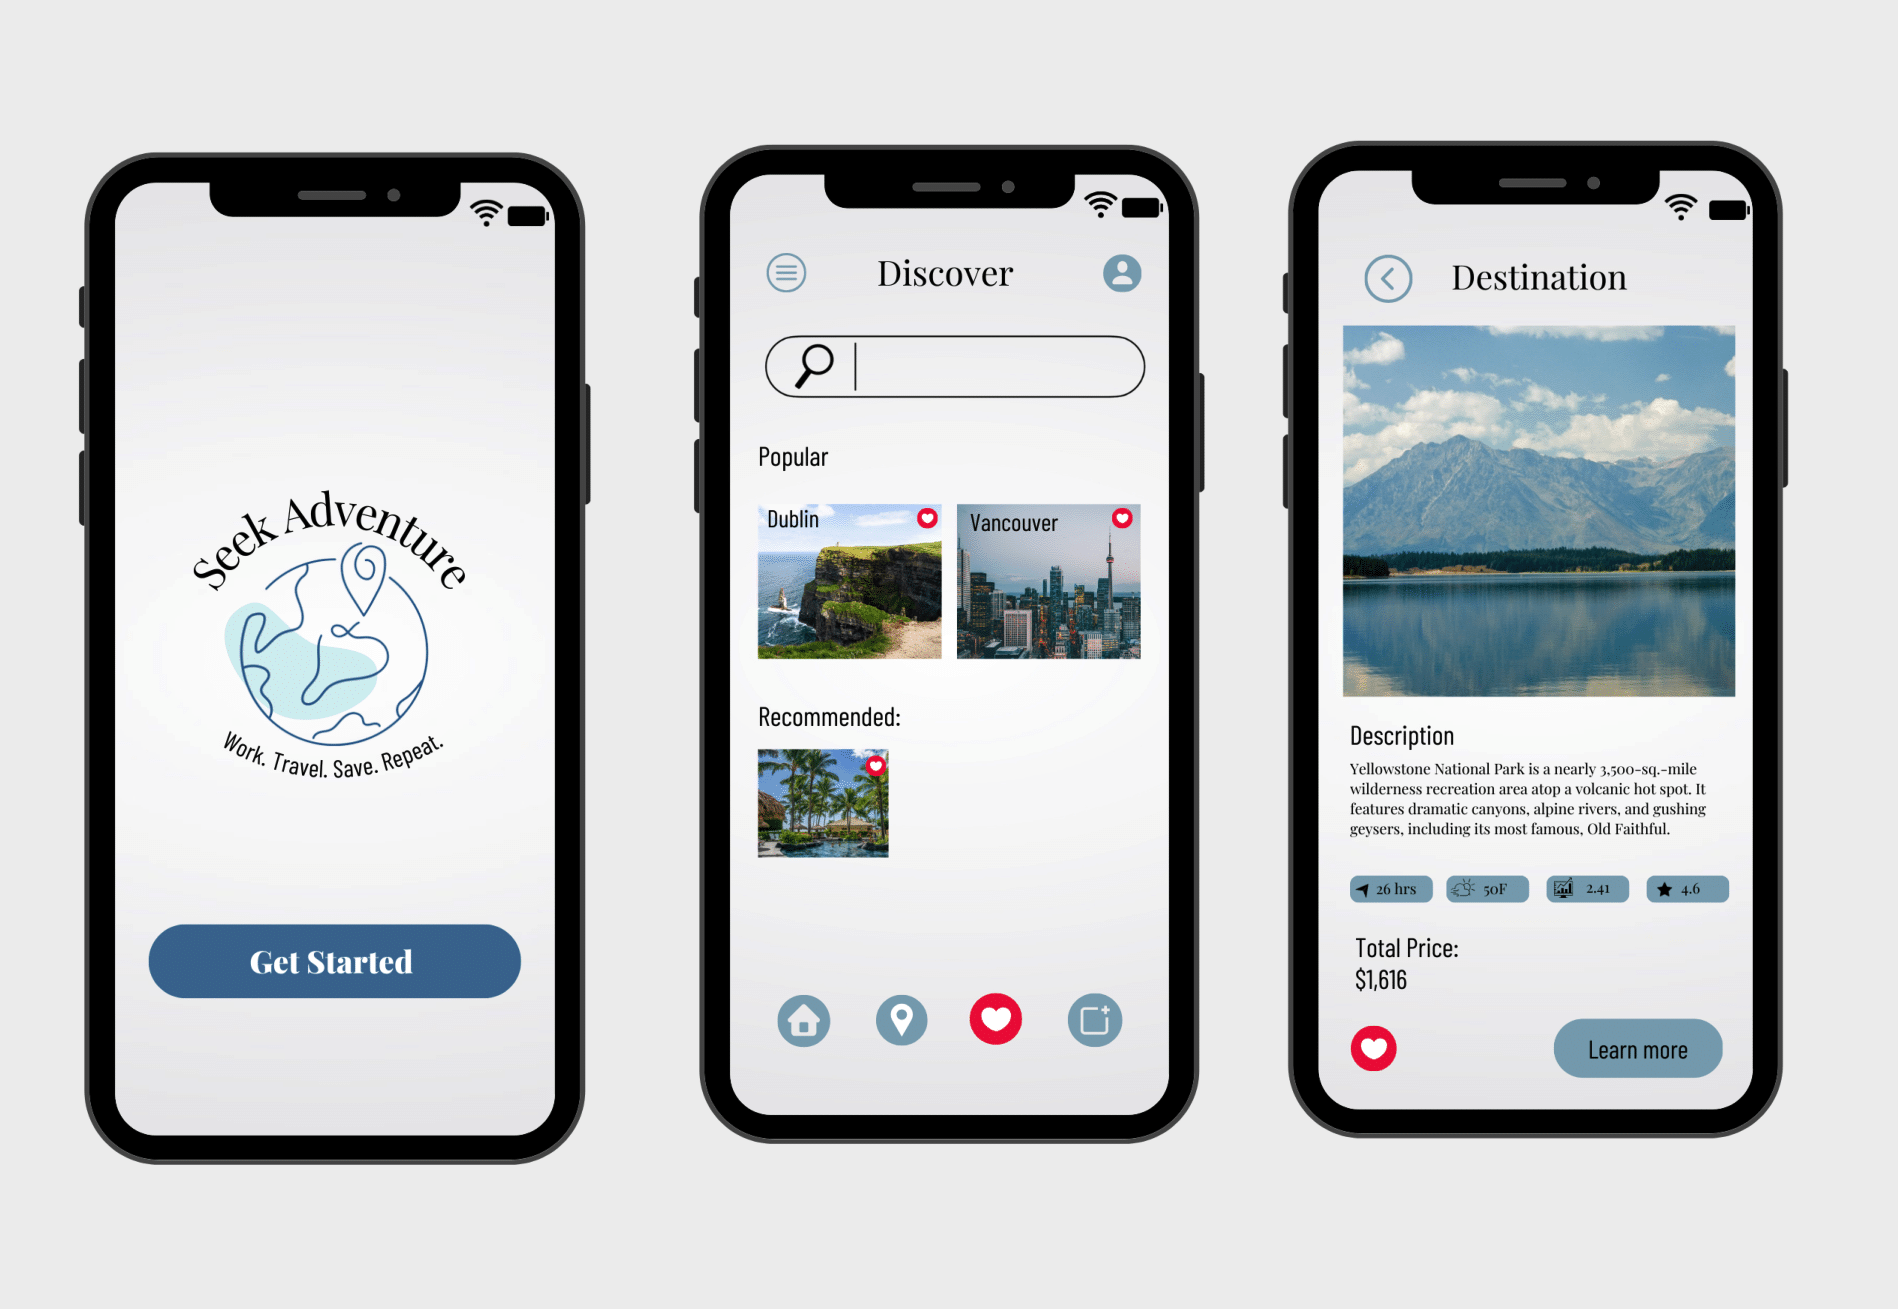 Seek Adventure
Work. Travel. Save. Repeat.
Get Started
Discover
Popular
Dublin
Vancouver
Recommended:
Destination
Description
Yellowstone National Park is a nearly 3,500-sq.-mile
wilderness recreation area atop a volcanic hot spot. It
features dramatic canyons, alpine rivers, and gushing
geysers, including its most famous, Old Faithful.
26 hrs
50F
2.41
4.6
Total Price:
$1,616
Learn more